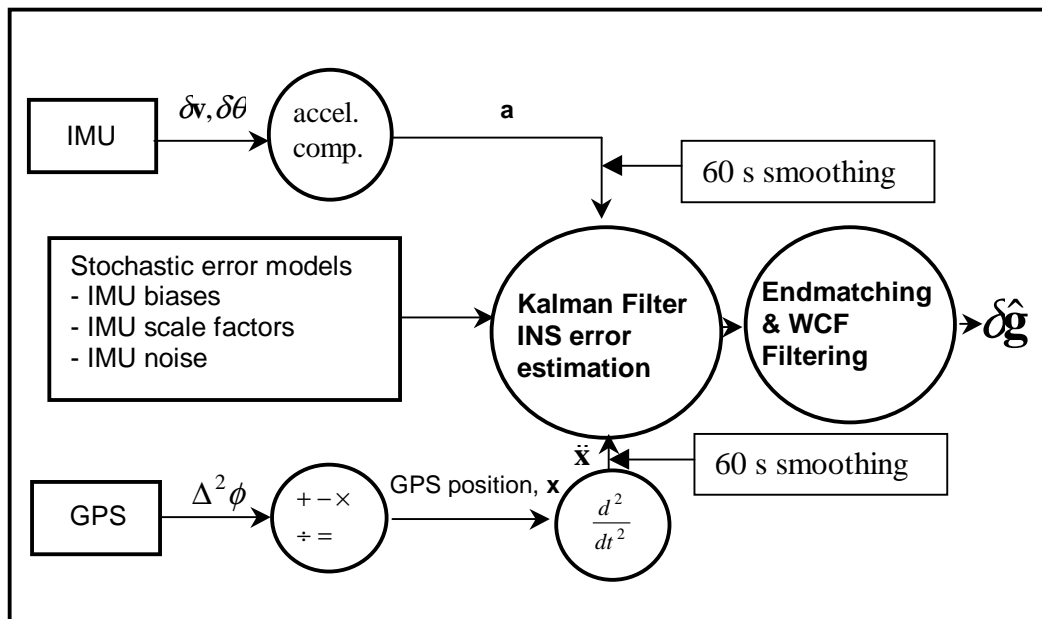 IMU
δv, δθ
accel.
comp.
a
60 s smoothing
Stochastic error models
- IMU biases
- IMU scale factors
- IMU noise
Kalman Filter
INS error
estimation
Endmatching
& WCF
Filtering
δĝ
ẍ
60 s smoothing
GPS
Δ²φ
+ − ×
÷ =
GPS position, x
d²
dt²